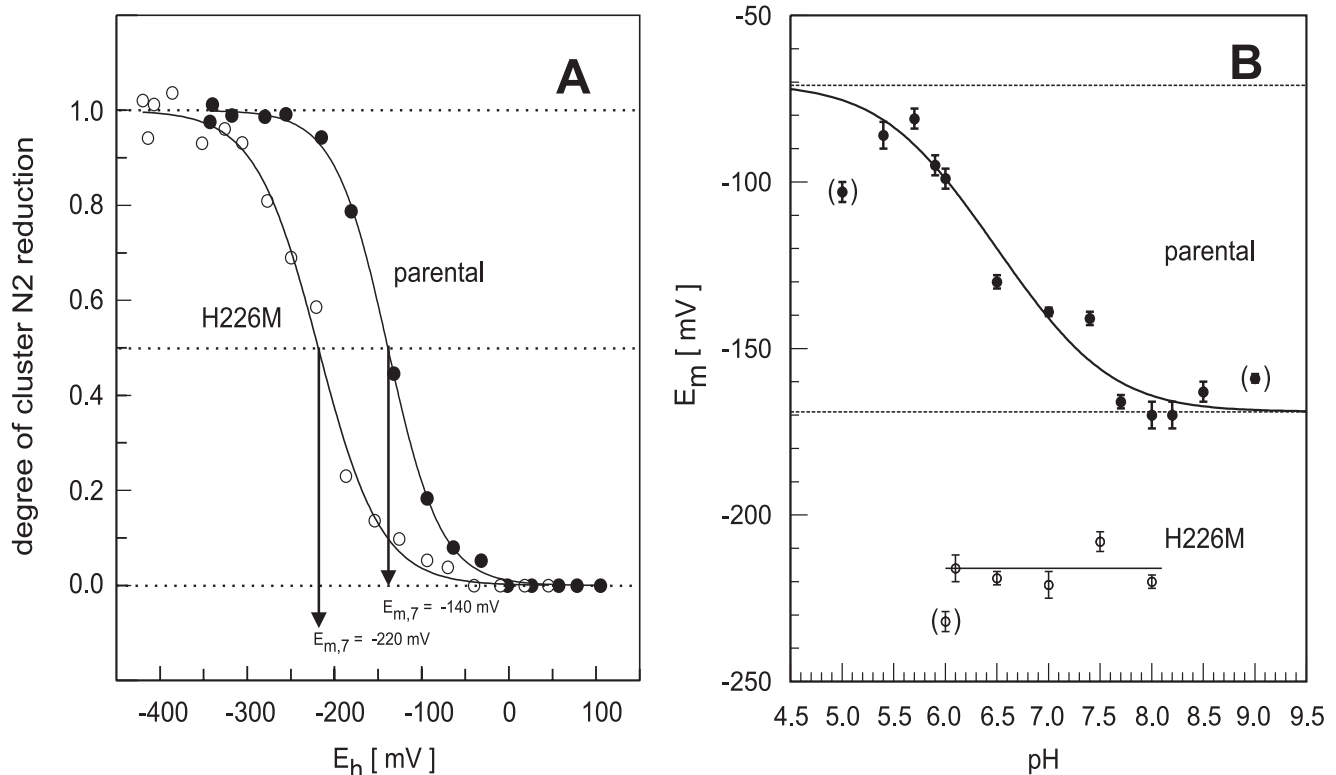 A
degree of cluster N2 reduction
1.0
0.8
0.6
0.4
0.2
0.0
parental
H226M
E_m,7 = -140 mV
E_m,7 = -220 mV
-400 -300 -200 -100 0 100
E_h [ mV ]
B
E_m [ mV ]
-50
-100
-150
-200
-250
( )
parental
( )
H226M
( )
4.5 5.0 5.5 6.0 6.5 7.0 7.5 8.0 8.5 9.0 9.5
pH